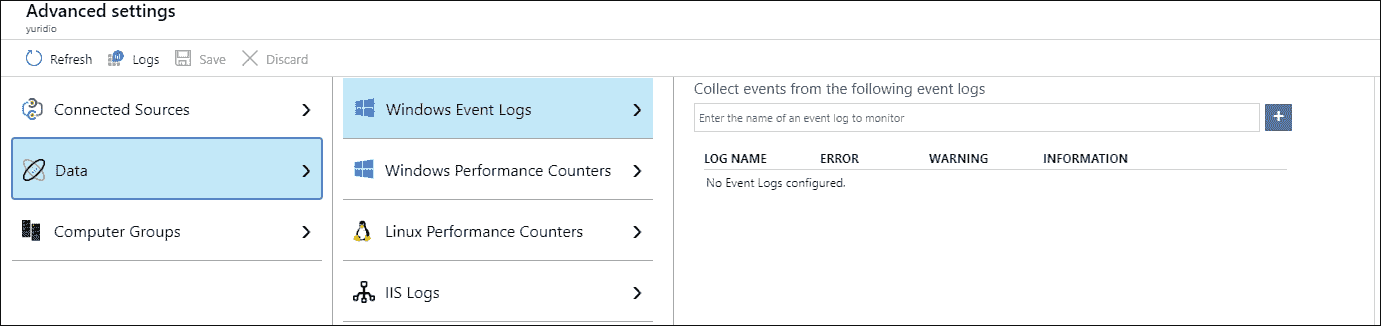 Advanced settings
yuridio
Refresh Logs Save Discard
Connected Sources
Data
Computer Groups
Windows Event Logs
Windows Performance Counters
Linux Performance Counters
IIS Logs
Collect events from the following event logs
Enter the name of an event log to monitor
LOG NAME ERROR WARNING INFORMATION
No Event Logs configured.